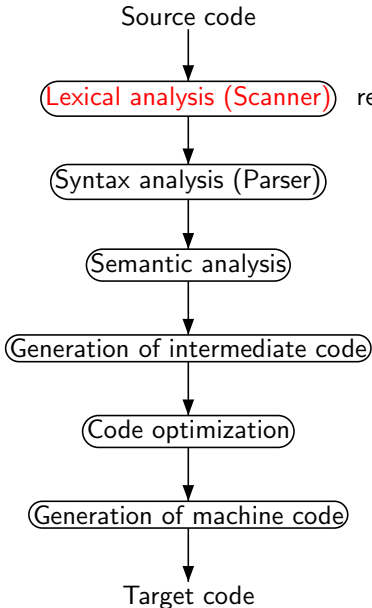 Source code
Lexical analysis (Scanner) re
Syntax analysis (Parser)
Semantic analysis
Generation of intermediate code
Code optimization
Generation of machine code
Target code